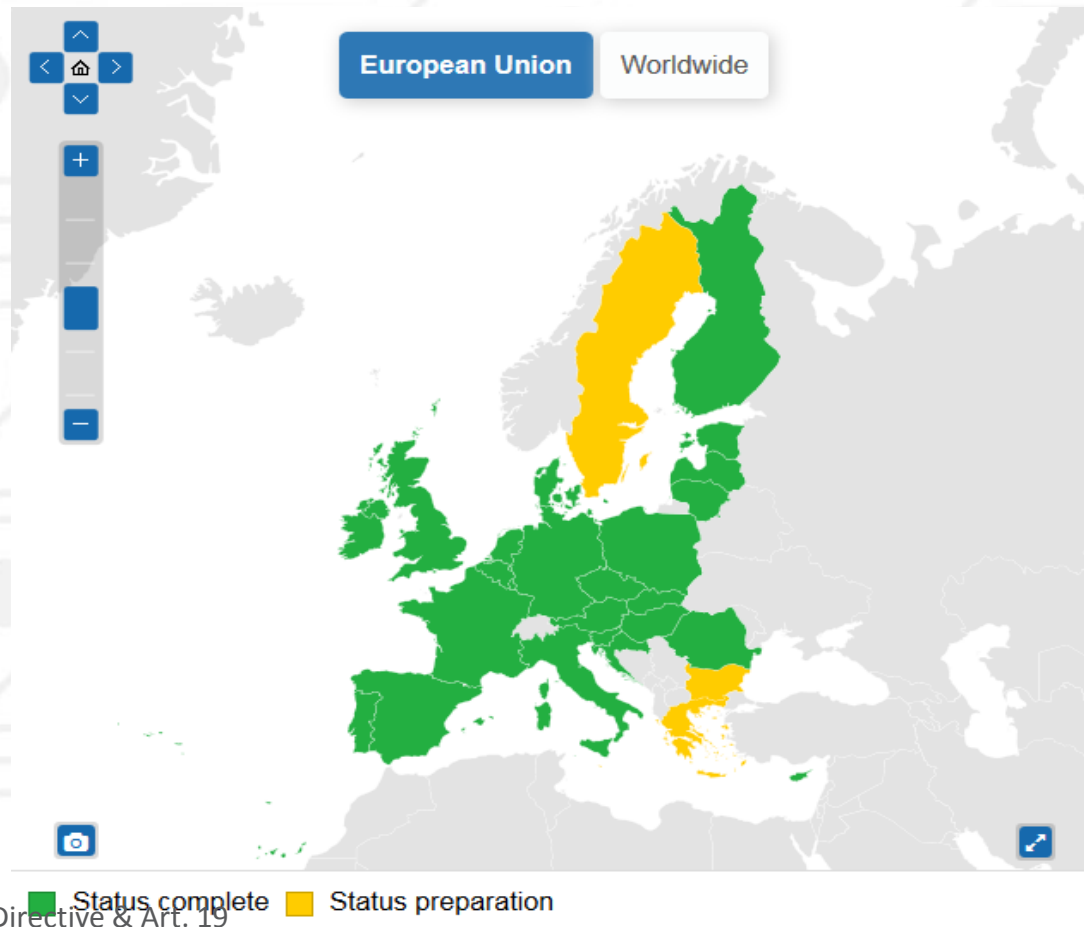 European Union
Worldwide
Status complete
Status preparation
Directive & Art. 19